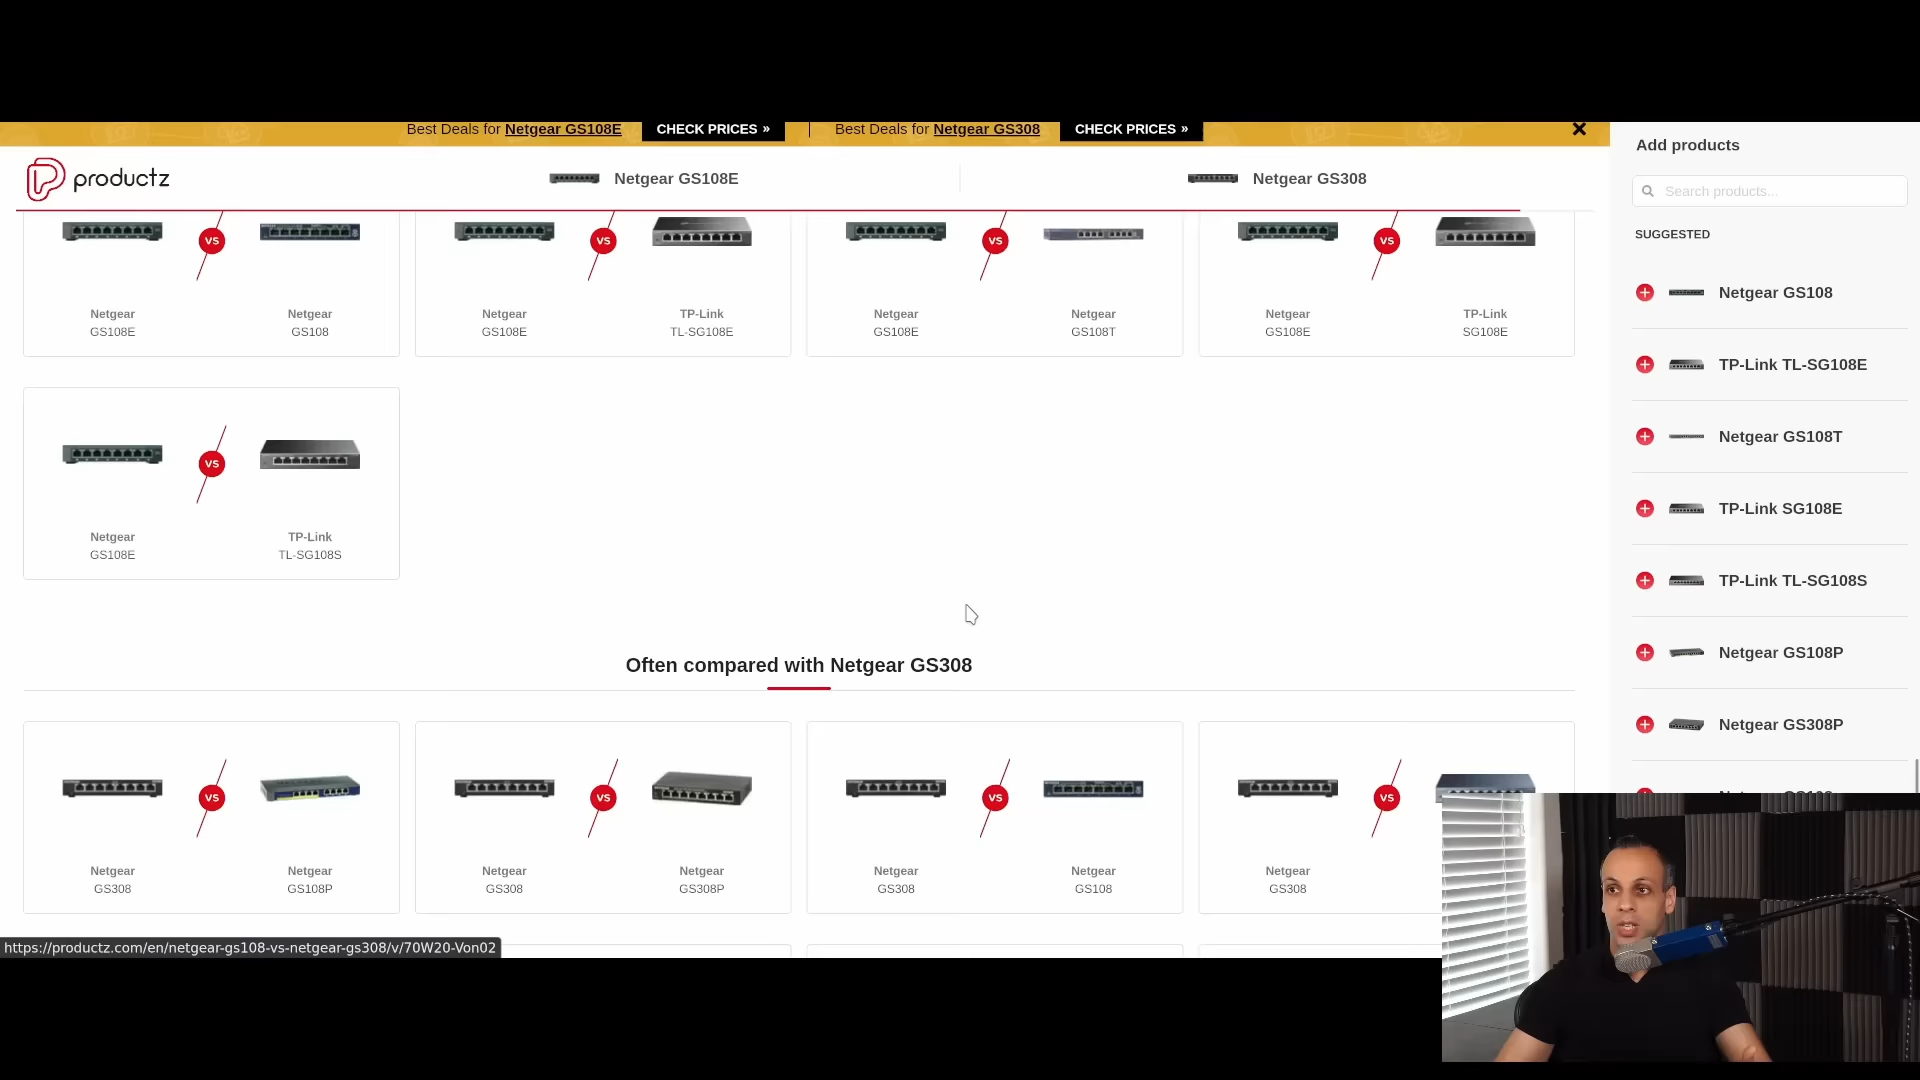 Best Deals for Netgear GS108E CHECK PRICES » Best Deals for Netgear GS308 CHECK PRICES »
productz Netgear GS108E Netgear GS308
VS VS VS VS
Netgear Netgear Netgear TP-Link Netgear Netgear Netgear TP-Link
GS108E GS108 GS108E TL-SG108E GS108E GS108T GS108E SG108E
VS
Netgear TP-Link
GS108E TL-SG108S
Often compared with Netgear GS308
VS VS VS VS
Netgear Netgear Netgear Netgear Netgear Netgear Netgear
GS308 GS108P GS308 GS308P GS308 GS108 GS308
https://productz.com/en/netgear-gs108-vs-netgear-gs308/v/70W20-Von02
Add products
Search products...
SUGGESTED
Netgear GS108
TP-Link TL-SG108E
Netgear GS108T
TP-Link SG108E
TP-Link TL-SG108S
Netgear GS108P
Netgear GS308P